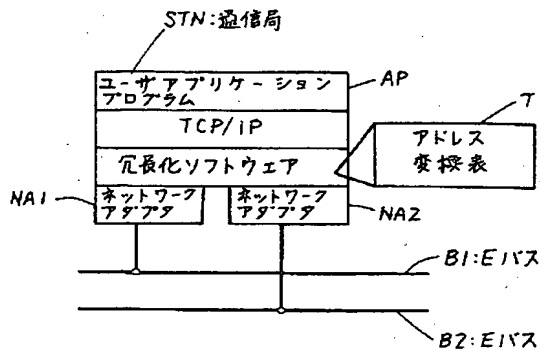 STN:通信局
ユーザアプリケーション
プログラム
AP
TCP/IP
T
アドレス
変換表
冗長化ソフトウェア
NA1
ネットワーク
アダプタ
ネットワーク
アダプタ
NA2
B1:Eバス
B2:Eバス